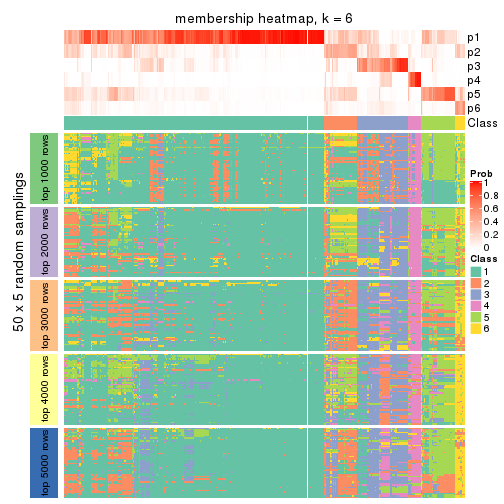 membership heatmap, k = 6
p1
p2
p3
p4
p5
p6
Class
50 x 5 random samplings
top 1000 rows
top 2000 rows
top 3000 rows
top 4000 rows
top 5000 rows
Prob
1
0.8
0.6
0.4
0.2
0
Class
1
2
3
4
5
6